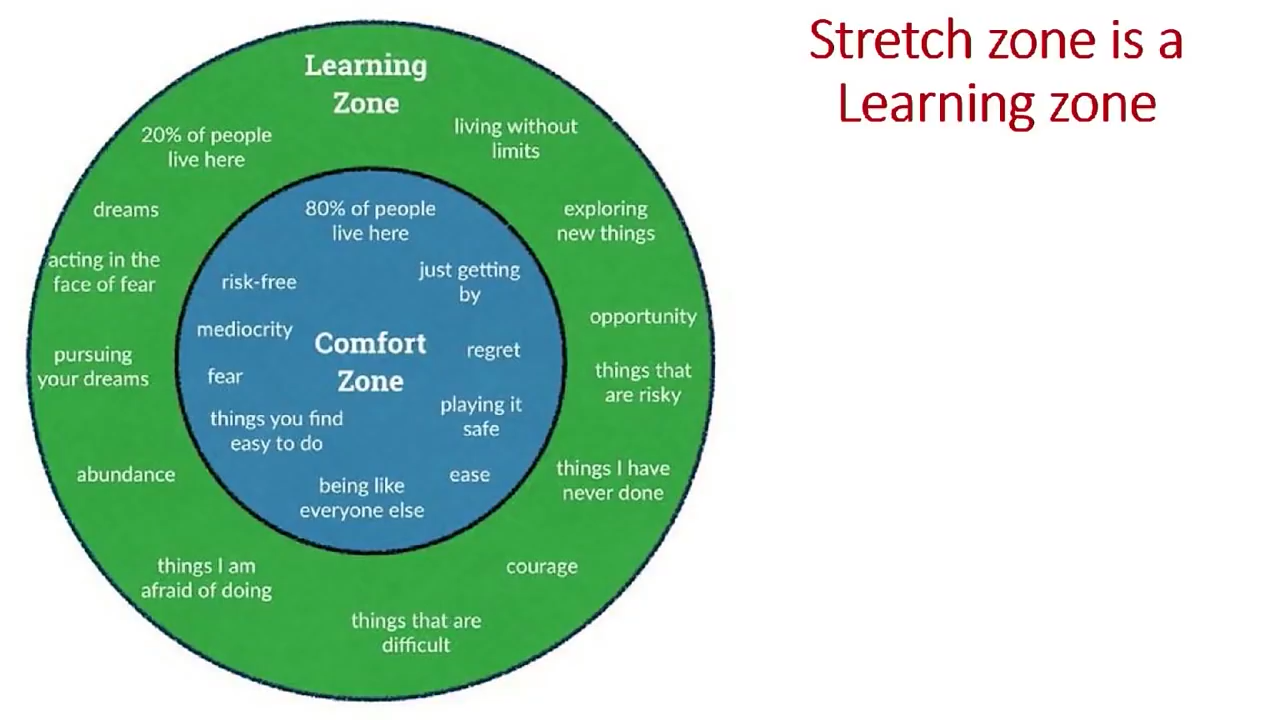 Stretch zone is a
Learning zone
Learning
Zone
20% of people
live here
living without
limits
dreams
exploring
new things
acting in the
face of fear
opportunity
pursuing
your dreams
things that
are risky
abundance
things I have
never done
things I am
afraid of doing
courage
things that are
difficult
80% of people
live here
risk-free
just getting
by
mediocrity
Comfort
Zone
regret
fear
things you find
easy to do
playing it
safe
ease
being like
everyone else